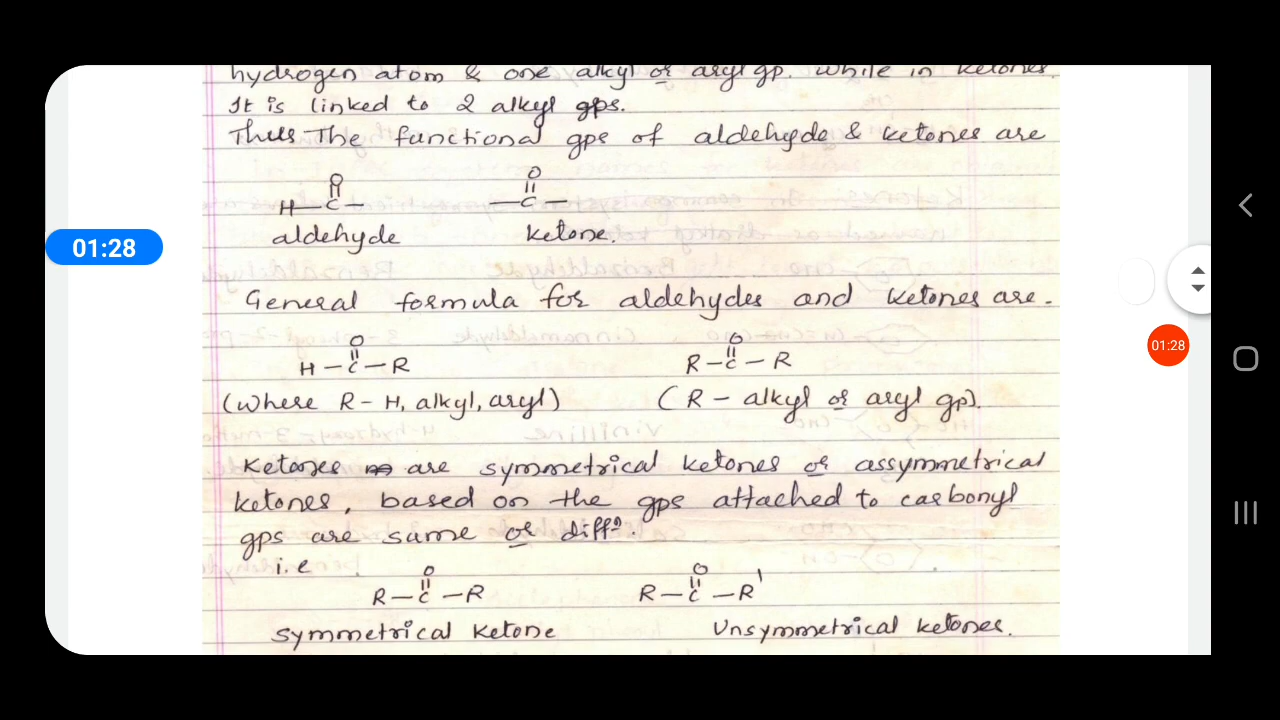 hydrogen atom & one alkyl or aryl gp. while in ketones.
It is linked to 2 alkyl gps.
Thus The functional gps of aldehyde & ketones are
O O
H–C– –C–
aldehyde ketone.
01:28
General formula for aldehydes and ketones are.
O O
H–C–R R–C–R
01:28
(where R–H, alkyl, aryl) (R – alkyl or aryl gp).
Ketones are symmetrical ketones or assymmetrical
ketones, based on the gps attached to carbonyl
gps are same or diffn.
i.e
O O
R–C–R R–C–R'
symmetrical Ketone Unsymmetrical ketones.